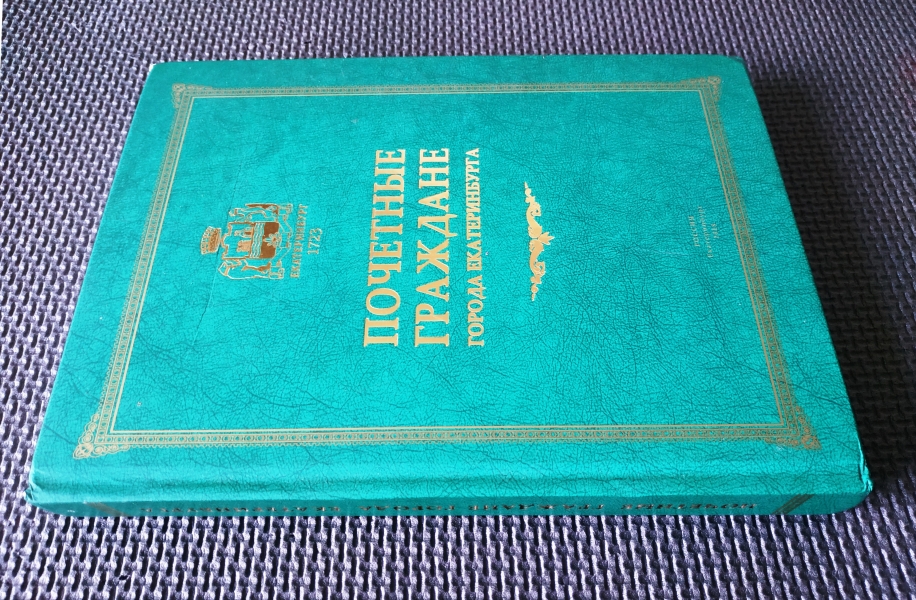 ЕКАТЕРИНБУРГ
1723
ПОЧЕТНЫЕ
ГРАЖДАНЕ
ГОРОДА ЕКАТЕРИНБУРГА